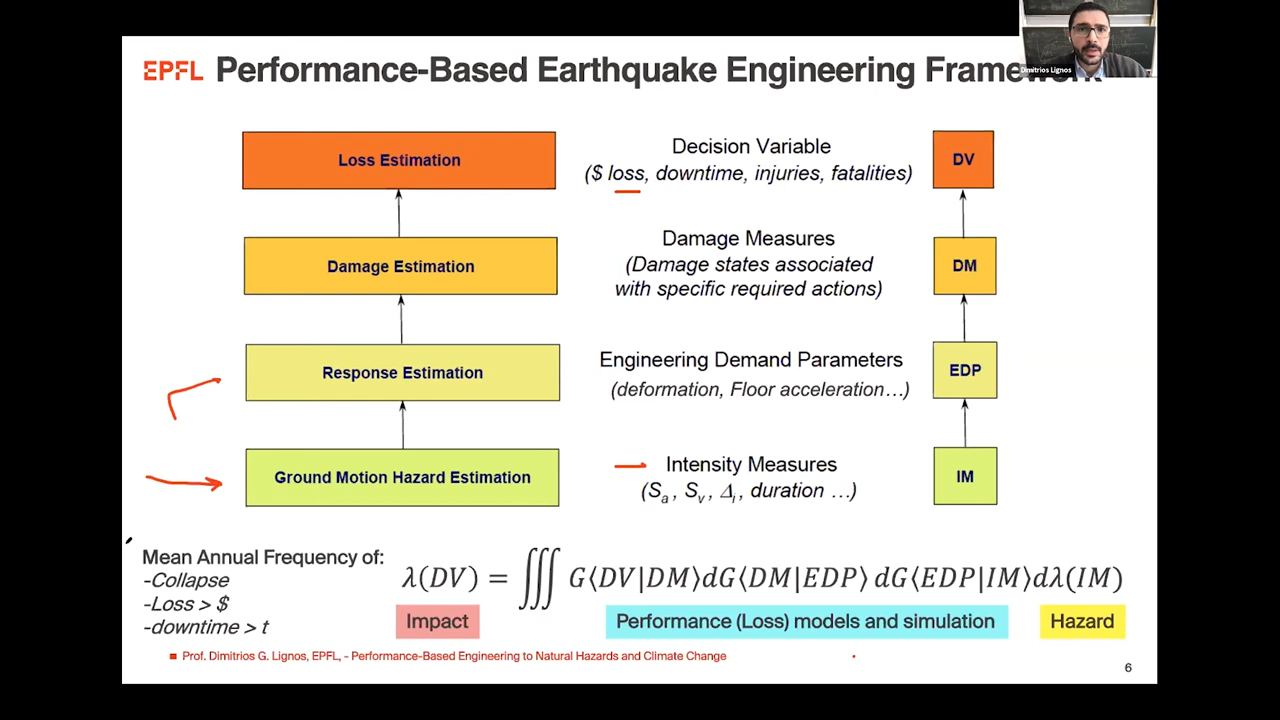 EPFL Performance-Based Earthquake Engineering Framework
Dimitrios Lignos
Loss Estimation
Decision Variable
($ loss, downtime, injuries, fatalities)
DV
Damage Estimation
Damage Measures
(Damage states associated
with specific required actions)
DM
Response Estimation
Engineering Demand Parameters
(deformation, Floor acceleration…)
EDP
Ground Motion Hazard Estimation
Intensity Measures
(Sa , Sv , Δi , duration …)
IM
Mean Annual Frequency of:
-Collapse
-Loss > $
-downtime > t
λ(DV) = ∭ G⟨DV|DM⟩dG⟨DM|EDP⟩ dG⟨EDP|IM⟩dλ(IM)
Impact
Performance (Loss) models and simulation
Hazard
Prof. Dimitrios G. Lignos, EPFL, - Performance-Based Engineering to Natural Hazards and Climate Change
6